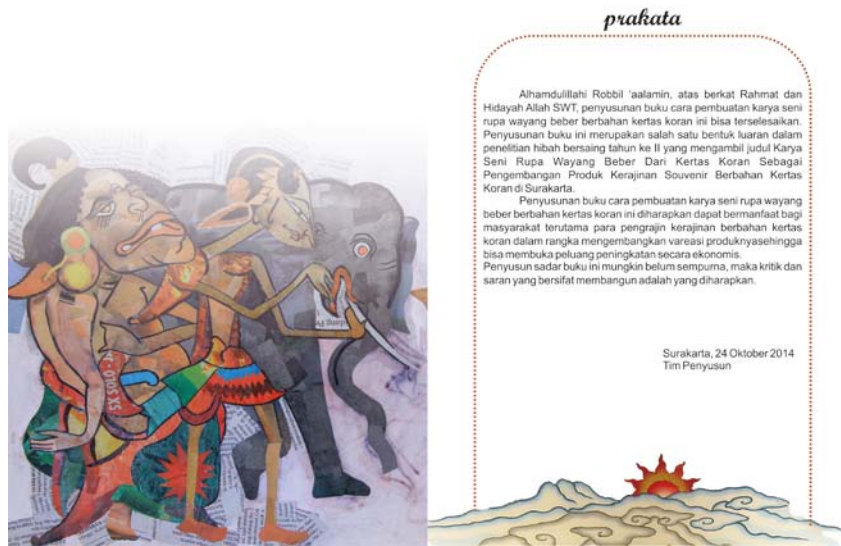 prakata
Alhamdulillahi Robbil ‘aalamin, atas berkat Rahmat dan
Hidayah Allah SWT, penyusunan buku cara pembuatan karya seni
rupa wayang beber berbahan kertas koran ini bisa terselesaikan.
Penyusunan buku ini merupakan salah satu bentuk luaran dalam
penelitian hibah bersaing tahun ke II yang mengambil judul Karya
Seni Rupa Wayang Beber Dari Kertas Koran Sebagai
Pengembangan Produk Kerajinan Souvenir Berbahan Kertas
Koran di Surakarta.
Penyusunan buku cara pembuatan karya seni rupa wayang
beber berbahan kertas koran ini diharapkan dapat bermanfaat bagi
masyarakat terutama para pengrajin kerajinan berbahan kertas
koran dalam rangka mengembangkan vareasi produknyasehingga
bisa membuka peluang peningkatan secara ekonomis.
Penyusun sadar buku ini mungkin belum sempurna, maka kritik dan
saran yang bersifat membangun adalah yang diharapkan.
Surakarta, 24 Oktober 2014
Tim Penyusun
5X SOLO